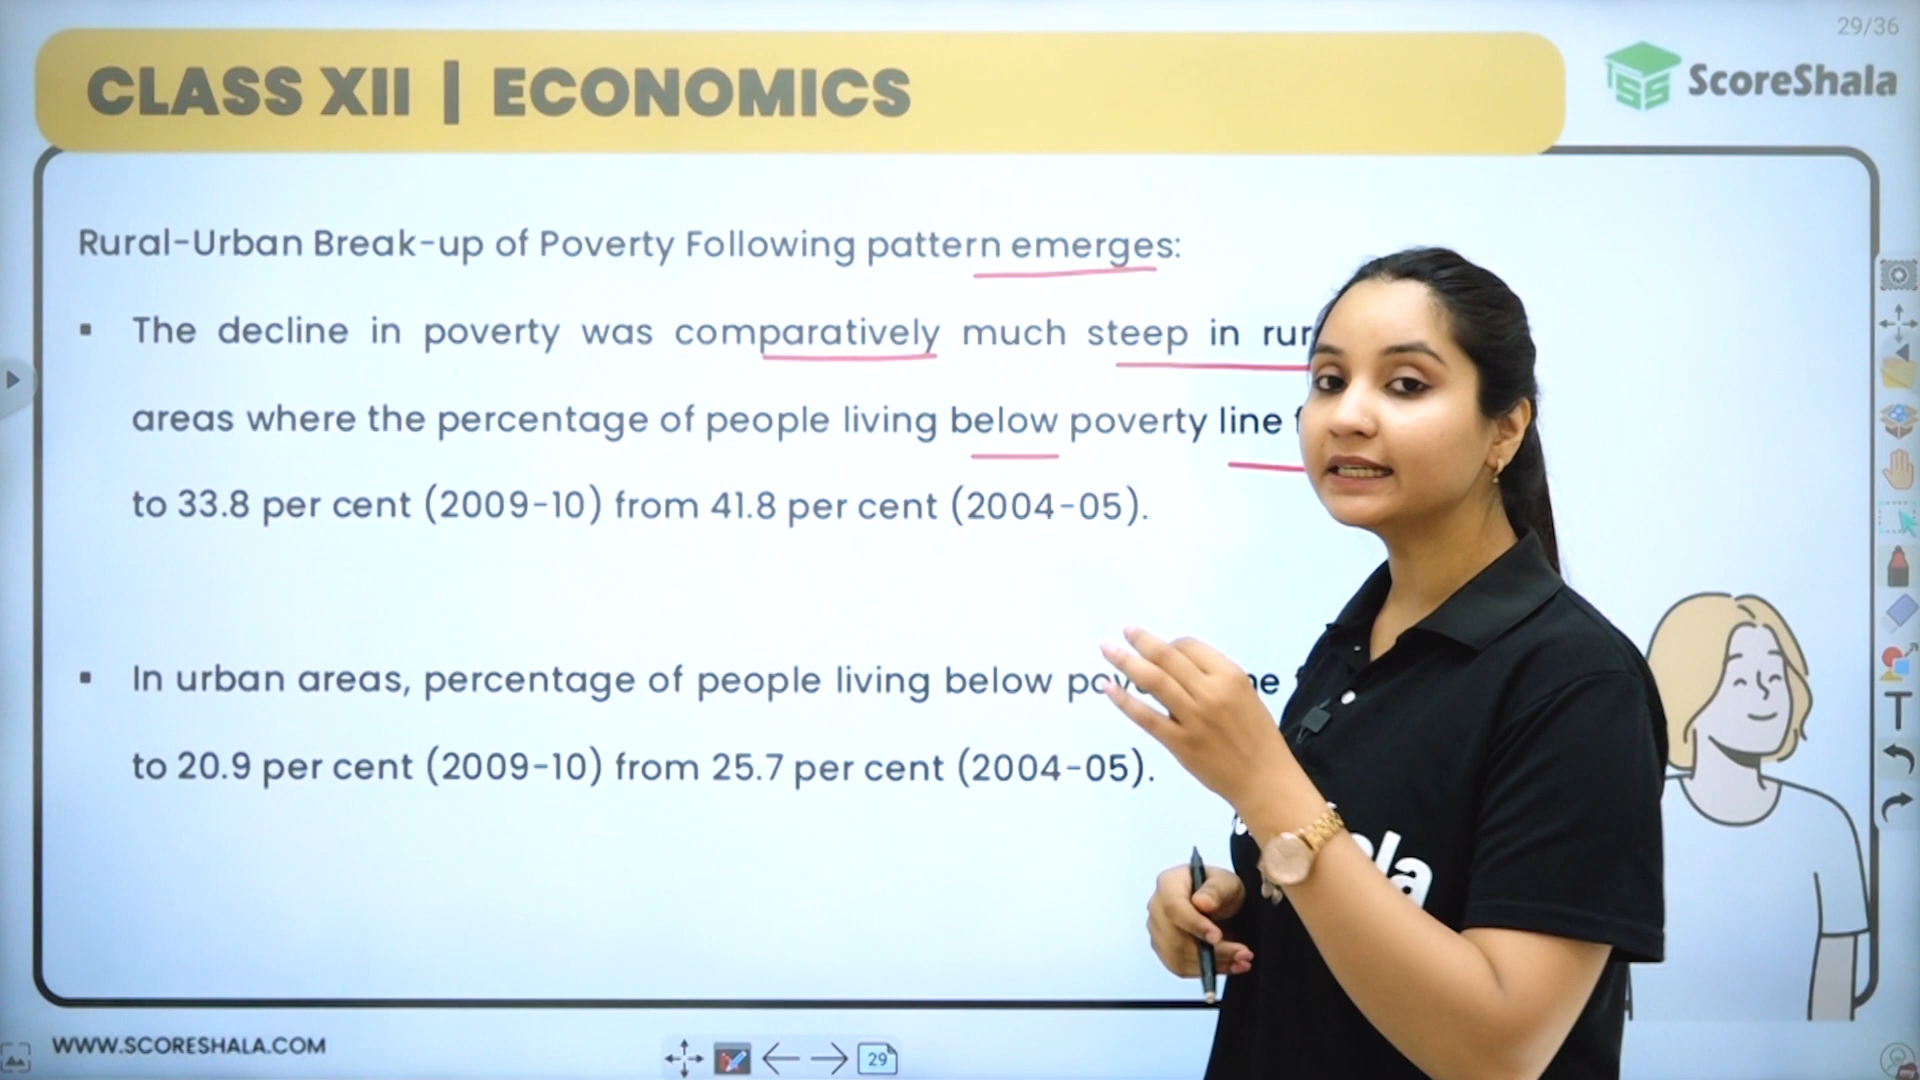 29/36
CLASS XII | ECONOMICS
ScoreShala
Rural-Urban Break-up of Poverty Following pattern emerges:
▪ The decline in poverty was comparatively much steep in
areas where the percentage of people living below poverty line
to 33.8 per cent (2009-10) from 41.8 per cent (2004-05).
▪ In urban areas, percentage of people living below
to 20.9 per cent (2009-10) from 25.7 per cent (2004-05).
WWW.SCORESHALA.COM
29